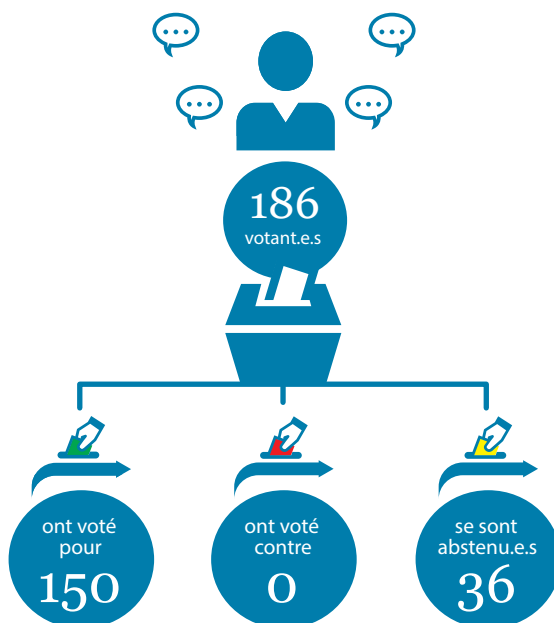 186
votant.e.s
ont voté
pour
150
ont voté
contre
0
se sont
abstenu.e.s
36